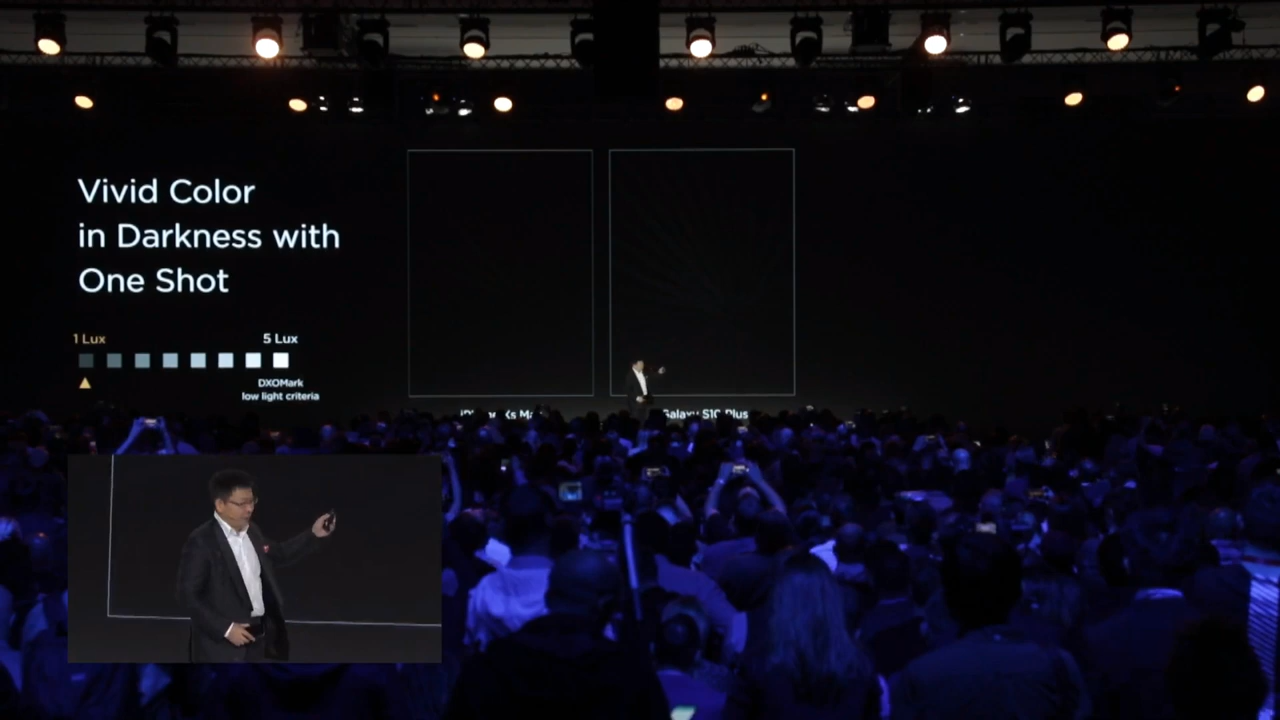 Vivid Color
in Darkness with
One Shot
1 Lux
5 Lux
DXOMark
low light criteria
Galaxy S10 Plus